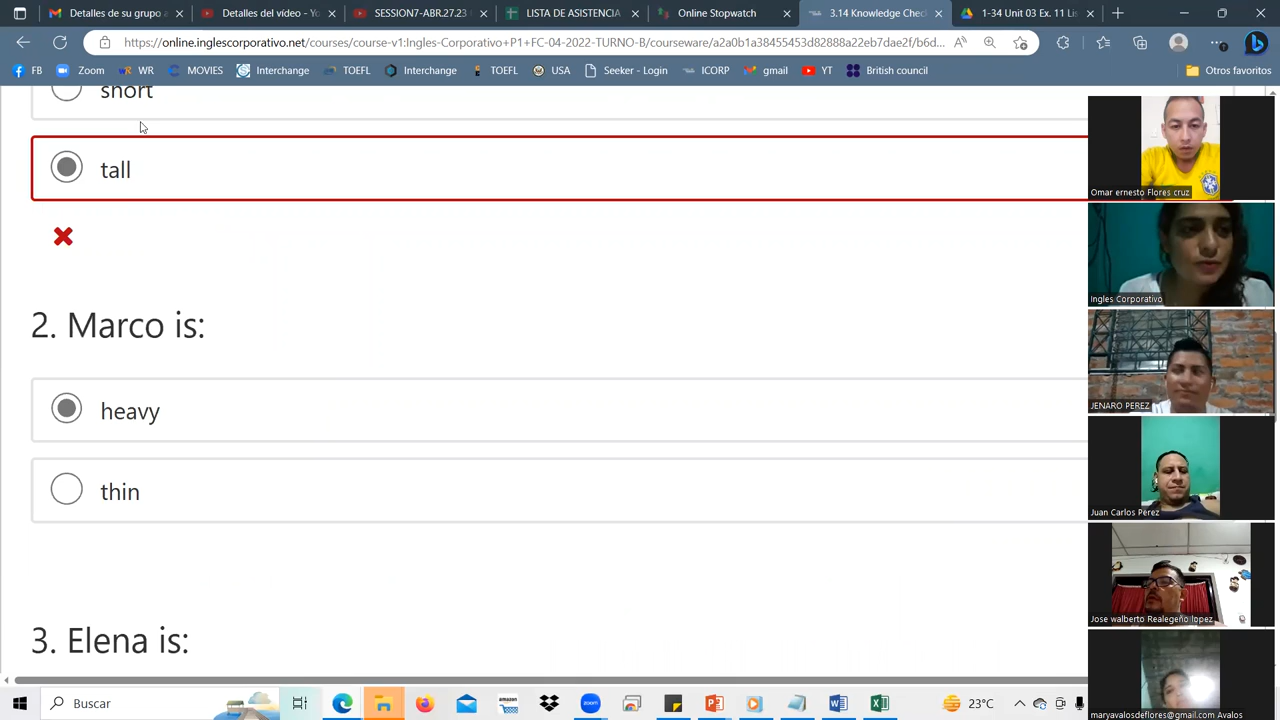 Detalles de su grupo a
Detalles del vídeo - Yo
SESSION7-ABR.27.23
LISTA DE ASISTENCIA
Online Stopwatch
3.14 Knowledge Chec
1-34 Unit 03 Ex. 11 Lis
https://online.inglescorporativo.net/courses/course-v1:Ingles-Corporativo+P1+FC-04-2022-TURNO-B/courseware/a2a0b1a38455453d82888a22eb7dae2f/b6d...
FB
Zoom
WR
MOVIES
Interchange
TOEFL
Interchange
TOEFL
USA
Seeker - Login
ICORP
gmail
YT
British council
Otros favoritos
short
tall
2. Marco is:
heavy
thin
3. Elena is:
Omar ernesto Flores cruz
Ingles Corporativo
JENARO PEREZ
Juan Carlos Pérez
Jose walberto Realegeño lopez
maryavalosdeflores@gmail.com Avalos
Buscar
amazon
23°C